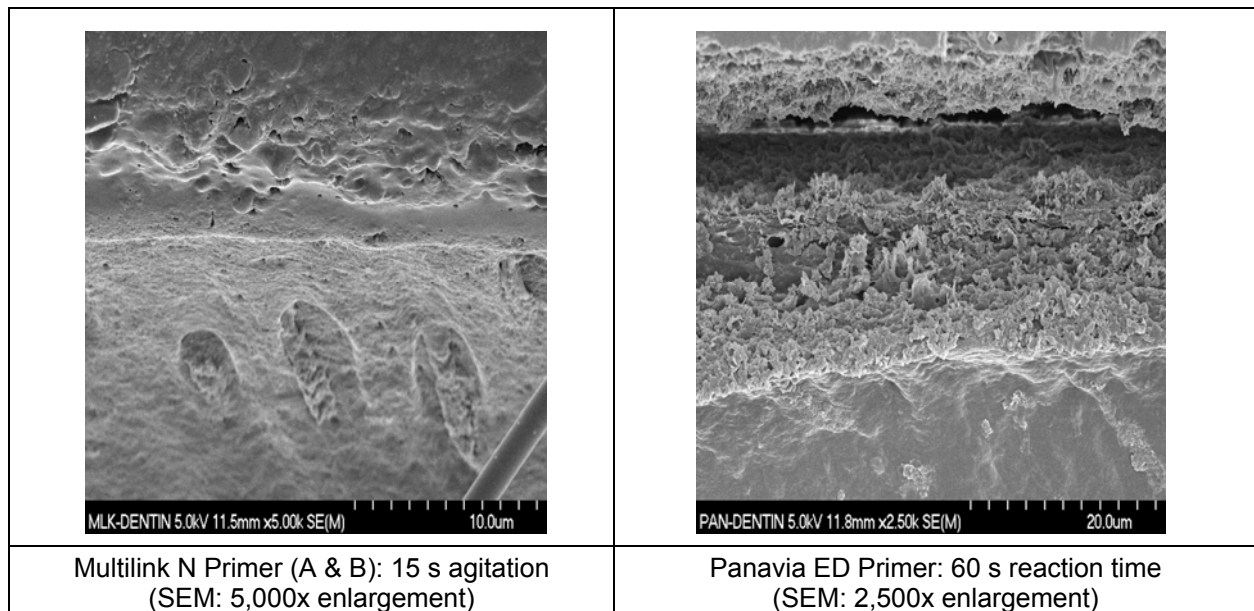 MLK-DENTIN 5.0kV 11.5mm x5.00k SE(M) 10.0um
PAN-DENTIN 5.0kV 11.8mm x2.50k SE(M) 20.0um
Multilink N Primer (A & B): 15 s agitation
(SEM: 5,000x enlargement)
Panavia ED Primer: 60 s reaction time
(SEM: 2,500x enlargement)